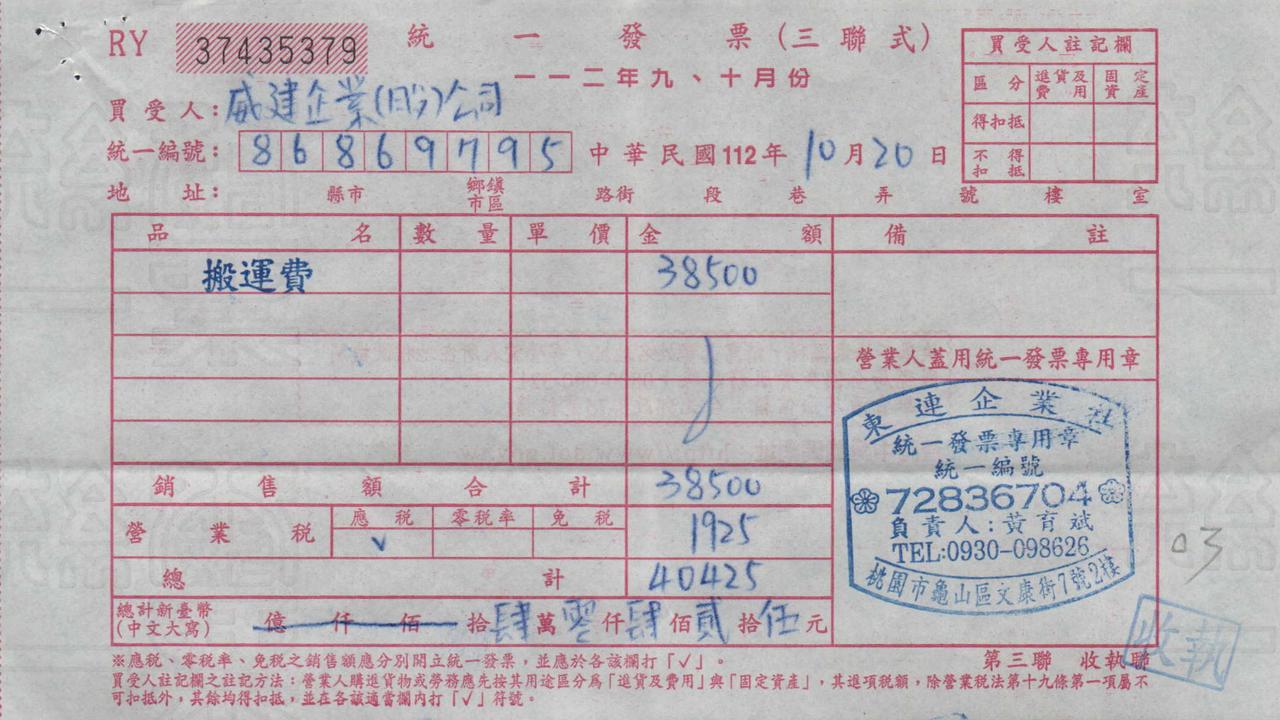 RY 37435379 統一發票(三聯式)
一一二年九、十月份
買受人註記欄
區分 進貨及費用 固定資產
得扣抵
不得扣抵
買受人:威建企業(股)公司
統一編號:86869795 中華民國112年10月20日
地址: 縣市 鄉鎮市區 路街 段 巷 弄 號 樓 室
品名 數量 單價 金額 備註
搬運費 38500
營業人蓋用統一發票專用章
東連企業社
統一發票專用章
統一編號
72836704
負責人:黃育斌
TEL:0930-098626
桃園市龜山區文康街7號2樓
銷售額合計 38500
營業稅 應稅 ✓ 零稅率 免稅 1925
總計 40425
總計新臺幣(中文大寫) 億仟佰拾肆萬零仟肆佰貳拾伍元
03
※應稅、零稅率、免稅之銷售額應分別開立統一發票,並應於各該欄打「✓」。
第三聯 收執聯
收執
買受人註記欄之註記方法:營業人購進貨物或勞務應先按其用途區分為「進貨及費用」與「固定資產」,其進項稅額,除營業稅法第十九條第一項屬不
可扣抵外,其餘均得扣抵,並在各該適當欄內打「✓」符號。